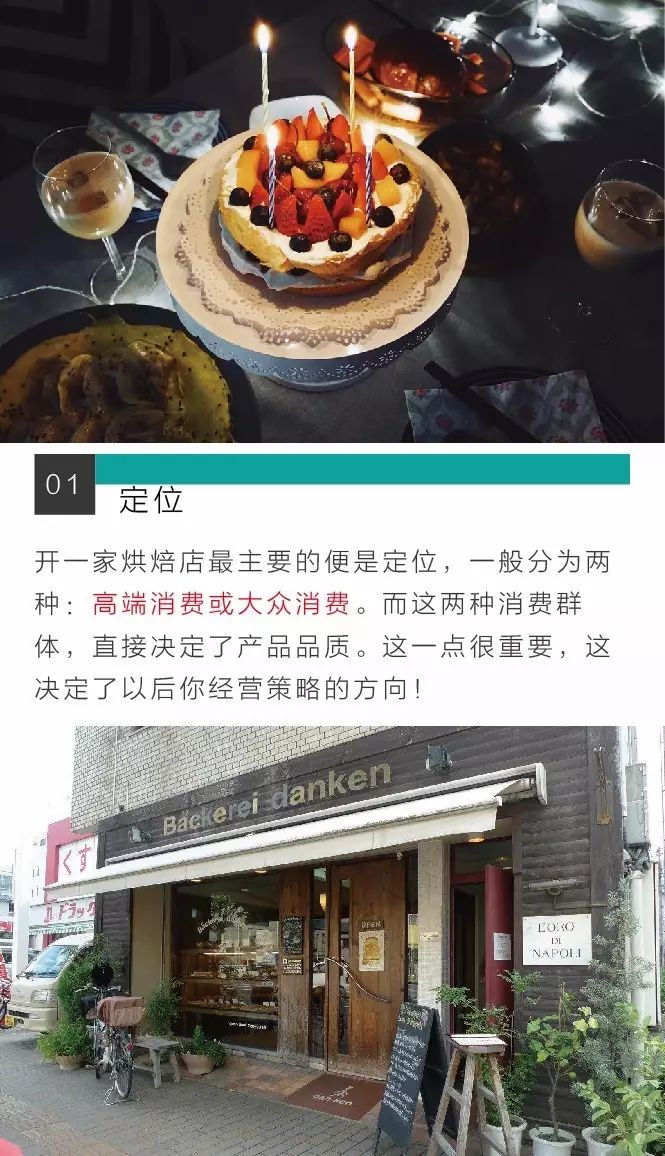 01
定位
开一家烘焙店最主要的便是定位，一般分为两
种：高端消费或大众消费。而这两种消费群
体，直接决定了产品品质。这一点很重要，这
决定了以后你经营策略的方向！
Bäckerei danken
くす
ドラッグ
OPEN
L'ORO
DI
NAPOLI